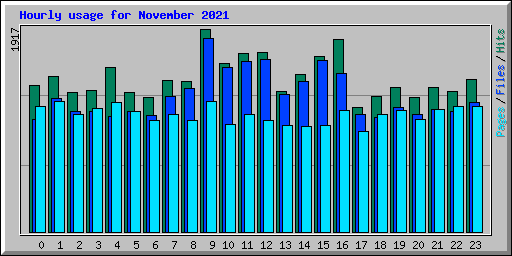 Hourly usage for November 2021
1917
Pages / Files / Hits
0 1 2 3 4 5 6 7 8 9 10 11 12 13 14 15 16 17 18 19 20 21 22 23